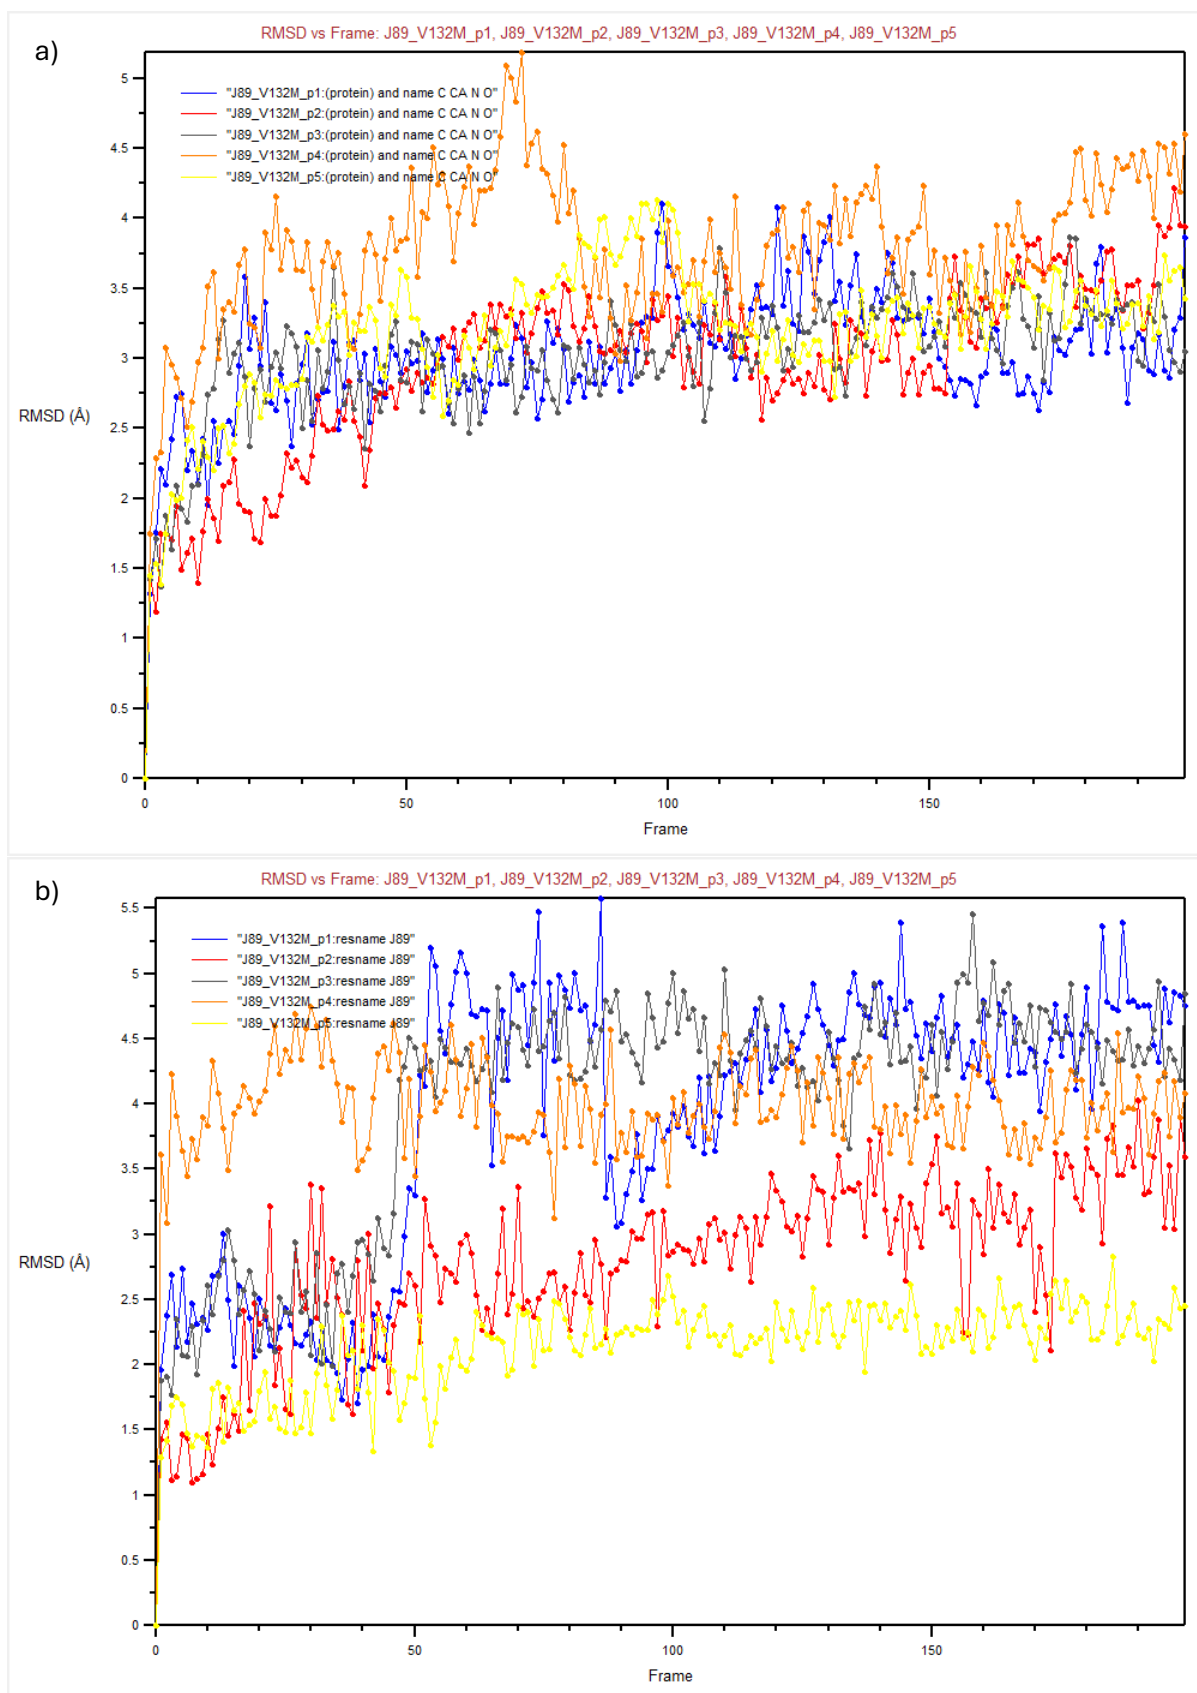 a)
RMSD vs Frame: J89_V132M_p1, J89_V132M_p2, J89_V132M_p3, J89_V132M_p4, J89_V132M_p5
5
"J89_V132M_p1:(protein) and name C CA N O"
"J89_V132M_p2:(protein) and name C CA N O"
"J89_V132M_p3:(protein) and name C CA N O"
4.5
"J89_V132M_p4:(protein) and name C CA N O"
"J89_V132M_p5:(protein) and name C CA N O"
4
3.5
3
RMSD (Å)
2.5
2
1.5
1
0.5
0
0 50 100 150
Frame
b)
RMSD vs Frame: J89_V132M_p1, J89_V132M_p2, J89_V132M_p3, J89_V132M_p4, J89_V132M_p5
5.5
"J89_V132M_p1:resname J89"
"J89_V132M_p2:resname J89"
5
"J89_V132M_p3:resname J89"
"J89_V132M_p4:resname J89"
"J89_V132M_p5:resname J89"
4.5
4
3.5
3
RMSD (Å)
2.5
2
1.5
1
0.5
0
0 50 100 150
Frame